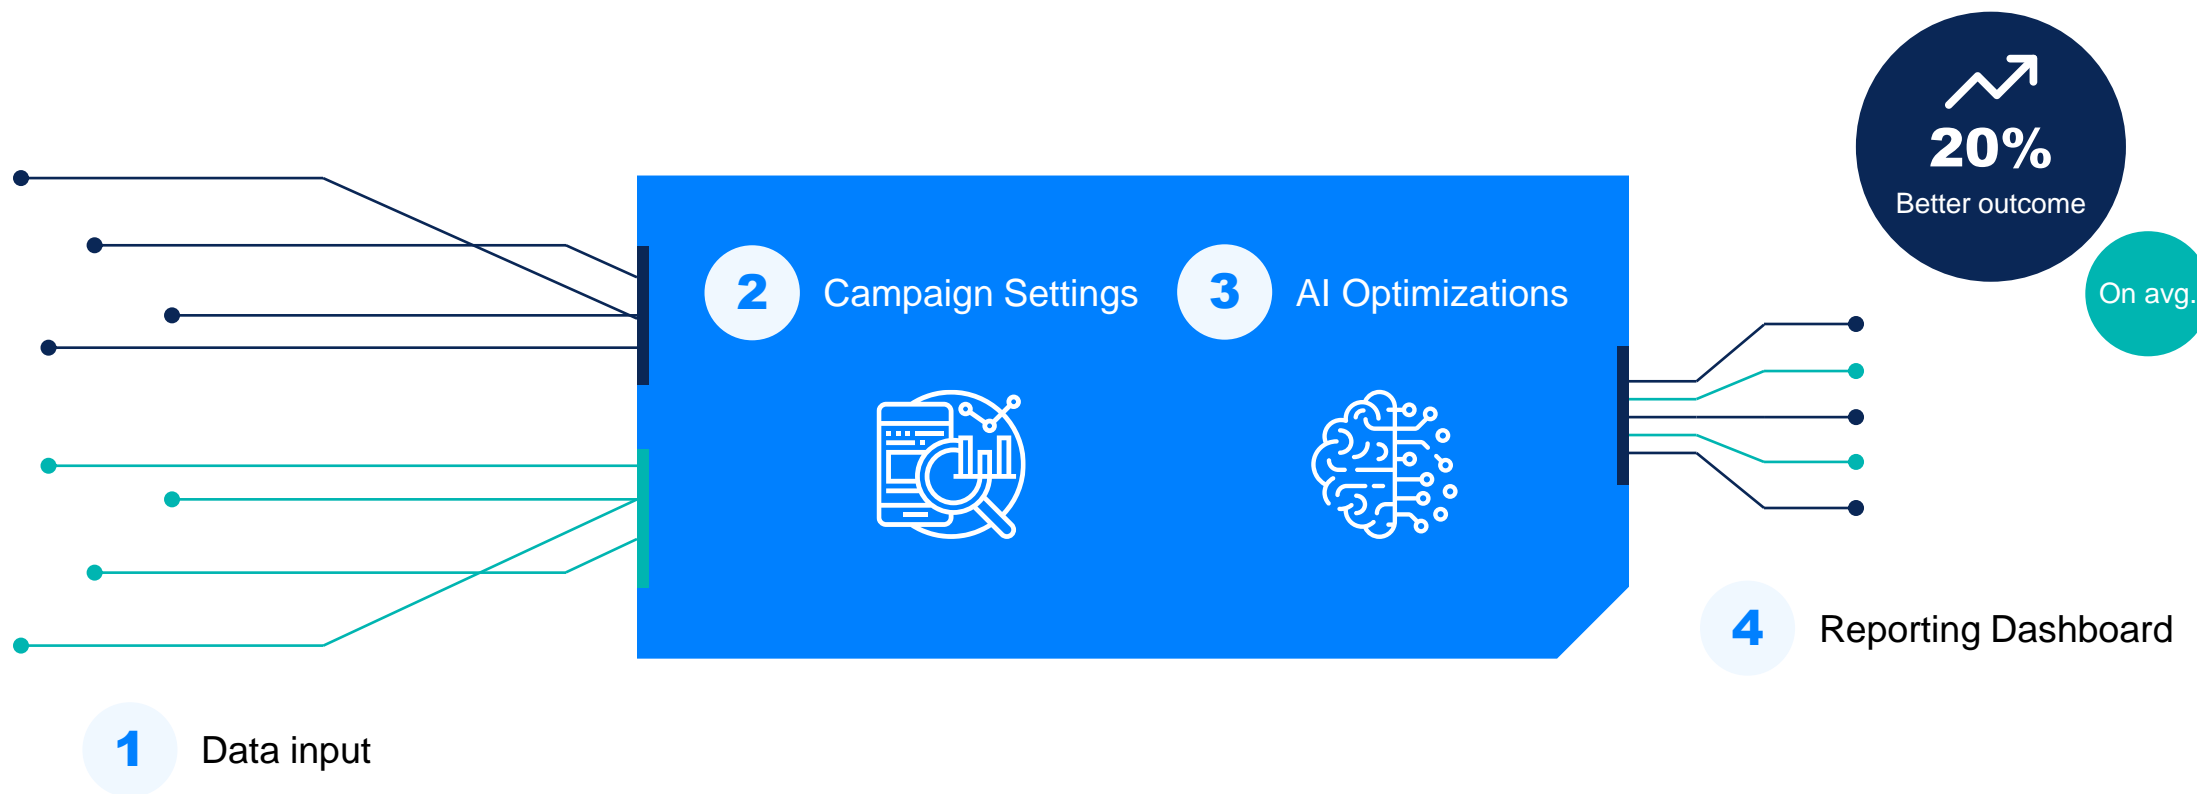 20%
Better outcome
On avg.
2 Campaign Settings
3 AI Optimizations
4 Reporting Dashboard
1 Data input